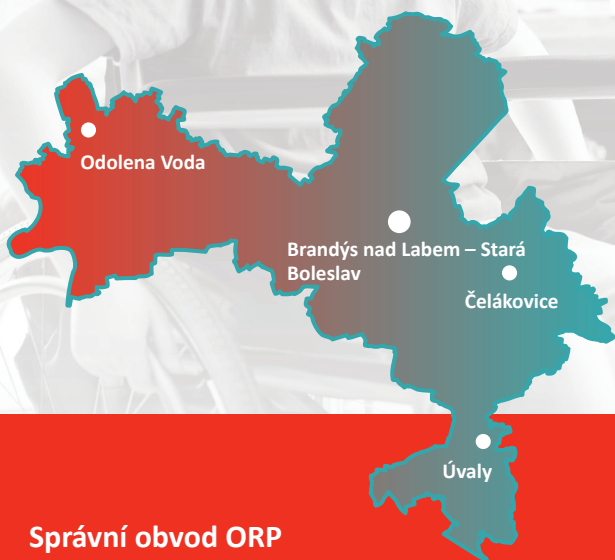 Odolena Voda
Brandýs nad Labem – Stará
Boleslav
Čelákovice
Úvaly
Správní obvod ORP